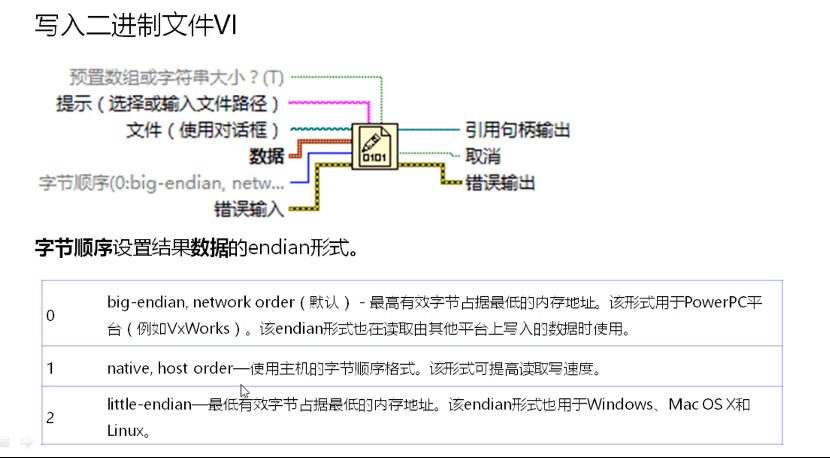 写入二进制文件VI
预置数组或字符串大小？(T)
提示（选择或输入文件路径）
文件（使用对话框）
数据
字节顺序(0:big-endian, netw...
错误输入
0101
引用句柄输出
取消
错误输出
字节顺序设置结果数据的endian形式。
0
big-endian, network order（默认）－最高有效字节占据最低的内存地址。该形式用于PowerPC平
台（例如VxWorks）。该endian形式也在读取由其他平台上写入的数据时使用。
1
native, host order—使用主机的字节顺序格式。该形式可提高读取写速度。
2
little-endian—最低有效字节占据最低的内存地址。该endian形式也用于Windows、Mac OS X和
Linux。